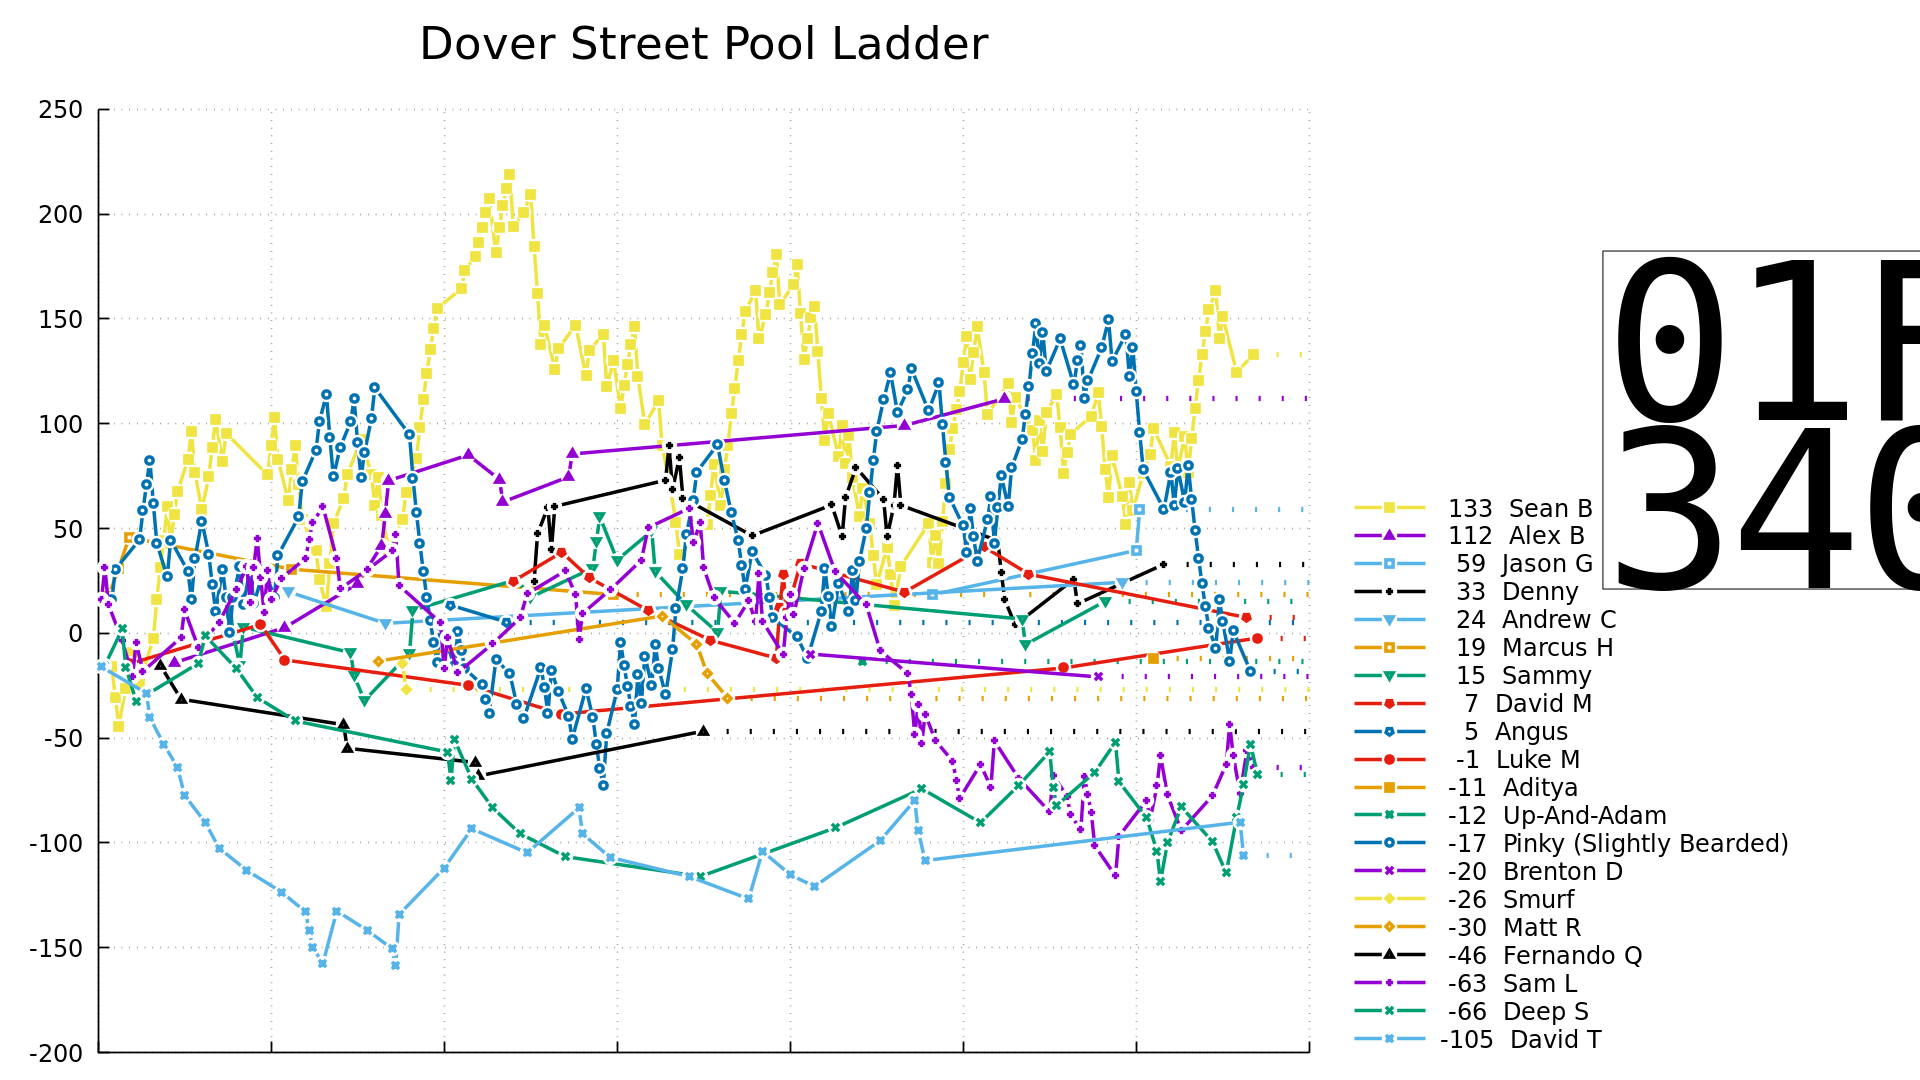 Dover Street Pool Ladder
250
200
150
100
50
0
-50
-100
-150
-200
133 Sean B
112 Alex B
59 Jason G
33 Denny
24 Andrew C
19 Marcus H
15 Sammy
7 David M
5 Angus
-1 Luke M
-11 Aditya
-12 Up-And-Adam
-17 Pinky (Slightly Bearded)
-20 Brenton D
-26 Smurf
-30 Matt R
-46 Fernando Q
-63 Sam L
-66 Deep S
-105 David T
01
340